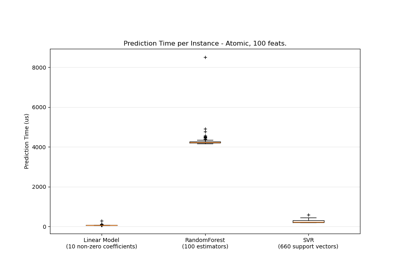 Prediction Time per Instance - Atomic, 100 feats.
Prediction Time (us)
8000
6000
4000
2000
0
Linear Model
(10 non-zero coefficients)
RandomForest
(100 estimators)
SVR
(660 support vectors)